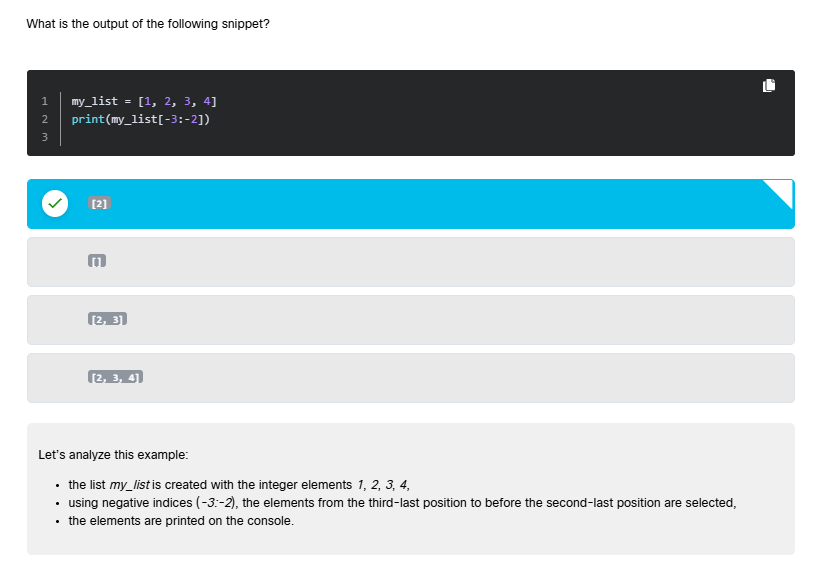 What is the output of the following snippet?
1 my_list = [1, 2, 3, 4]
2 print(my_list[-3:-2])
3
[2]
[]
[2, 3]
[2, 3, 4]
Let's analyze this example:
• the list my_list is created with the integer elements 1, 2, 3, 4,
• using negative indices (-3:-2), the elements from the third-last position to before the second-last position are selected,
• the elements are printed on the console.